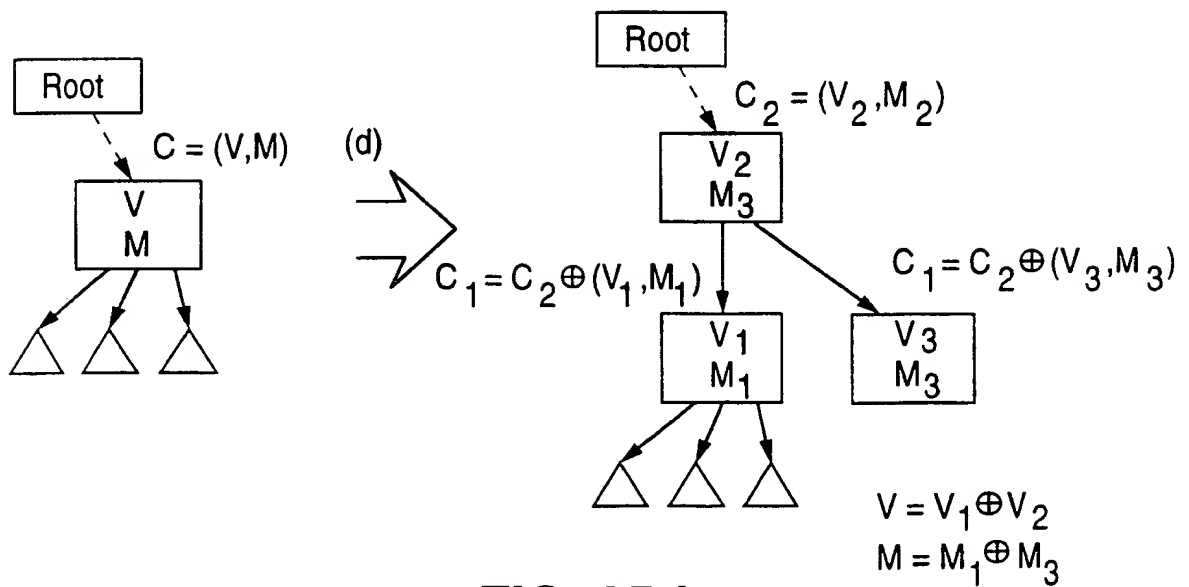 Root
C = (V,M)
V
M
(d)
Root
C₂ = (V₂,M₂)
V₂
M₃
C₁ = C₂⊕(V₁,M₁)
C₁ = C₂⊕(V₃,M₃)
V₁
M₁
V₃
M₃
V = V₁⊕V₂
M = M₁⊕M₃